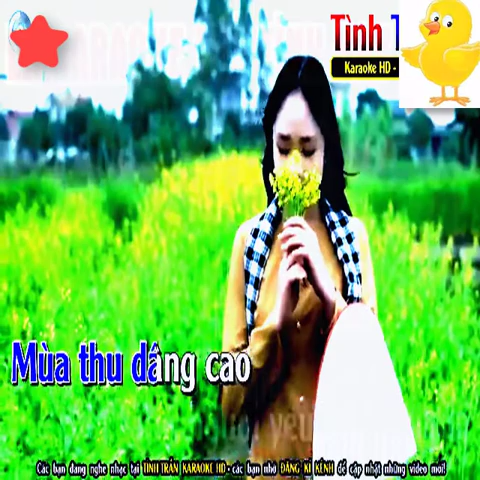 Tình T
Karaoke HD -
Mùa thu dâng cao
Các bạn đang nghe nhạc tại TÌNH TRẦN KARAOKE HD - các bạn nhớ ĐĂNG KÍ KÊNH để cập nhật những video mới!